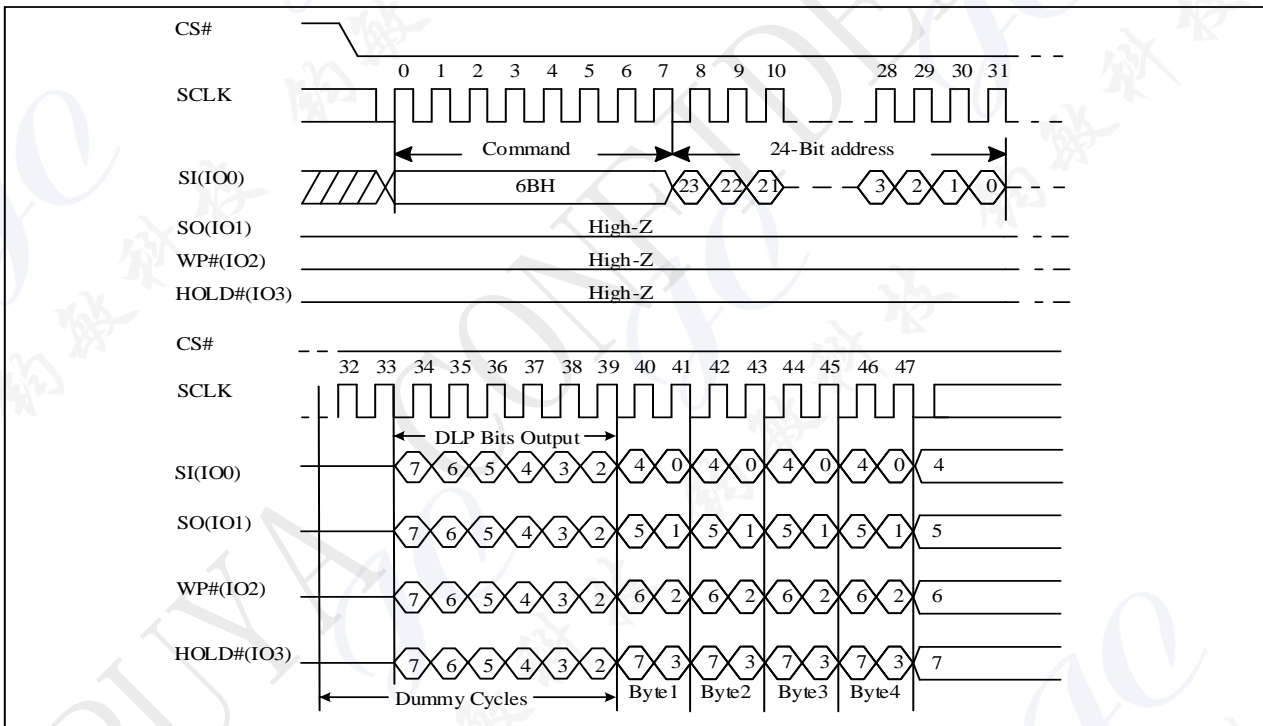 CS#
0 1 2 3 4 5 6 7 8 9 10 28 29 30 31
SCLK
Command 24-Bit address
SI(IO0) 6BH 23 22 21 3 2 1 0
SO(IO1) High-Z
WP#(IO2) High-Z
HOLD#(IO3) High-Z
CS#
32 33 34 35 36 37 38 39 40 41 42 43 44 45 46 47
SCLK
DLP Bits Output
SI(IO0) 7 6 5 4 3 2 4 0 4 0 4 0 4 0 4
SO(IO1) 7 6 5 4 3 2 5 1 5 1 5 1 5 1 5
WP#(IO2) 7 6 5 4 3 2 6 2 6 2 6 2 6 2 6
HOLD#(IO3) 7 6 5 4 3 2 7 3 7 3 7 3 7 3 7
Dummy Cycles Byte1 Byte2 Byte3 Byte4